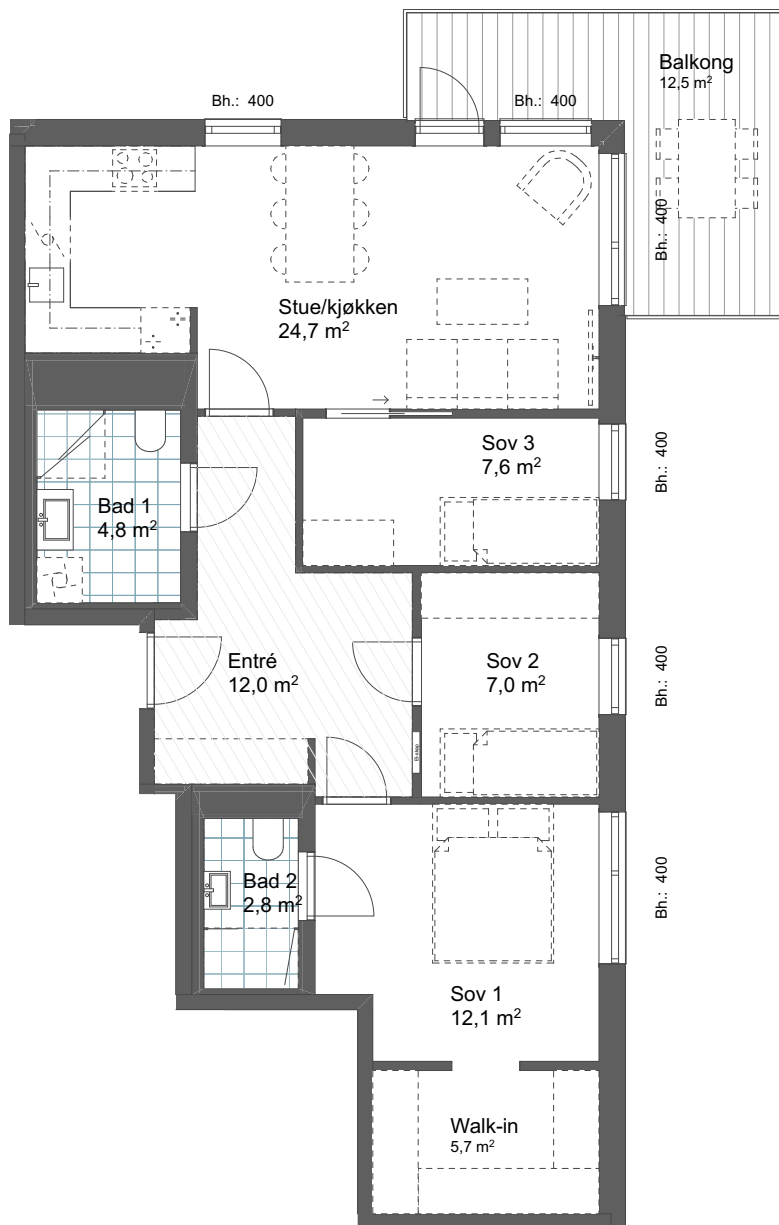 Balkong
12,5 m²
Bh.: 400
Bh.: 400
Bh.: 400
Stue/kjøkken
24,7 m²
Sov 3
7,6 m²
Bh.: 400
Bad 1
4,8 m²
Entré
12,0 m²
Sov 2
7,0 m²
Bh.: 400
Bad 2
2,8 m²
Bh.: 400
Sov 1
12,1 m²
Walk-in
5,7 m²